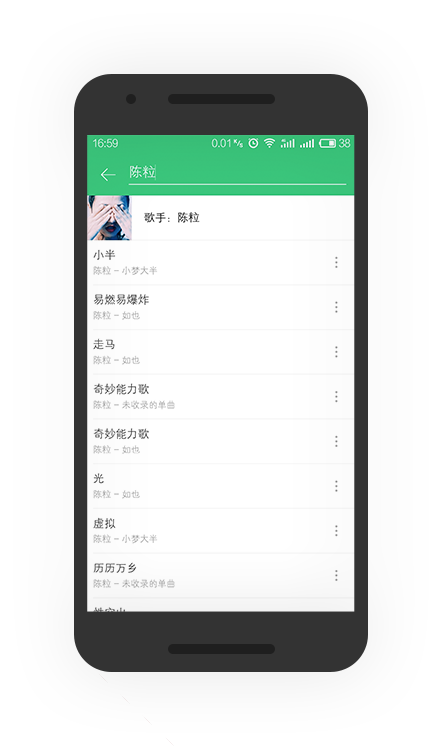 16:59 0.01 K/s 38
陈粒
歌手：陈粒
小半
陈粒 – 小梦大半
易燃易爆炸
陈粒 – 如也
走马
陈粒 – 如也
奇妙能力歌
陈粒 – 未收录的单曲
奇妙能力歌
陈粒 – 如也
光
陈粒 – 如也
虚拟
陈粒 – 小梦大半
历历万乡
陈粒 – 未收录的单曲